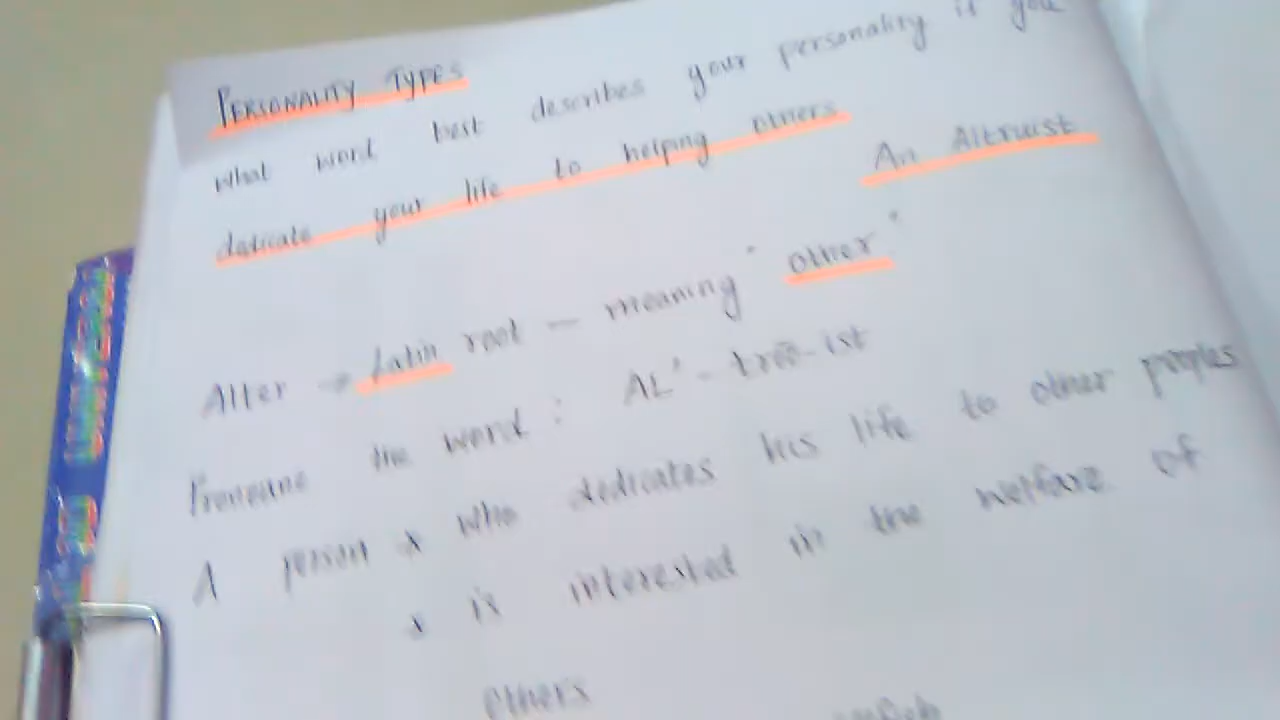 PERSONALITY TYPES
What word best describes your personality if you
dedicate your life to helping others
An Altruist
Alter → Latin root — meaning "other"
Pronounc the word : AL' - trōō-ist
A person x who dedicates his life to other peoples
x is interested in the welfare of
others